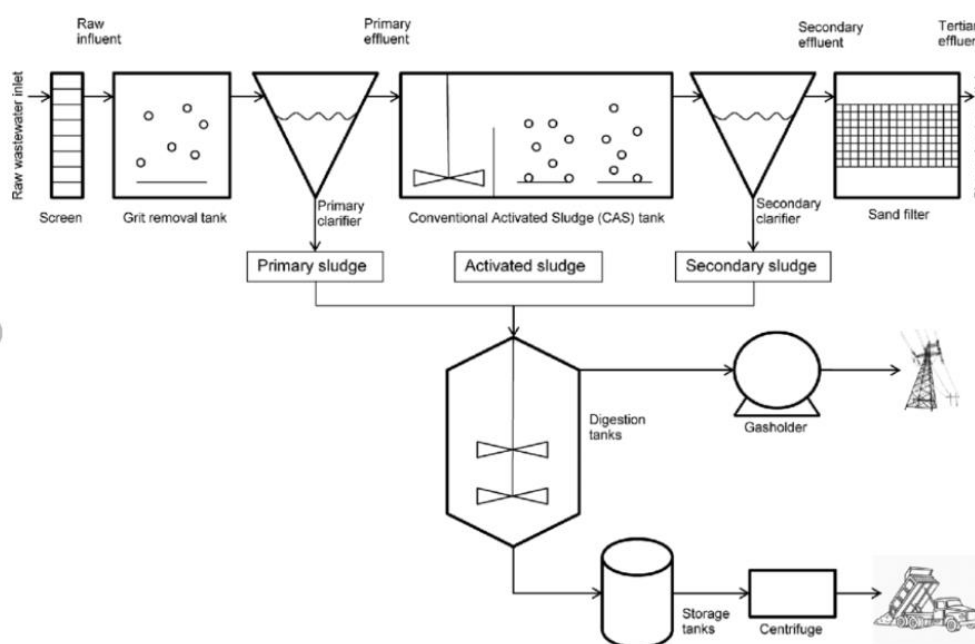 Raw
influent
Primary
effluent
Secondary
effluent
Raw wastewater inlet
Screen
Grit removal tank
Primary
clarifier
Conventional Activated Sludge (CAS) tank
Secondary
clarifier
Sand filter
Primary sludge
Activated sludge
Secondary sludge
Digestion
tanks
Gasholder
Storage
tanks
Centrifuge